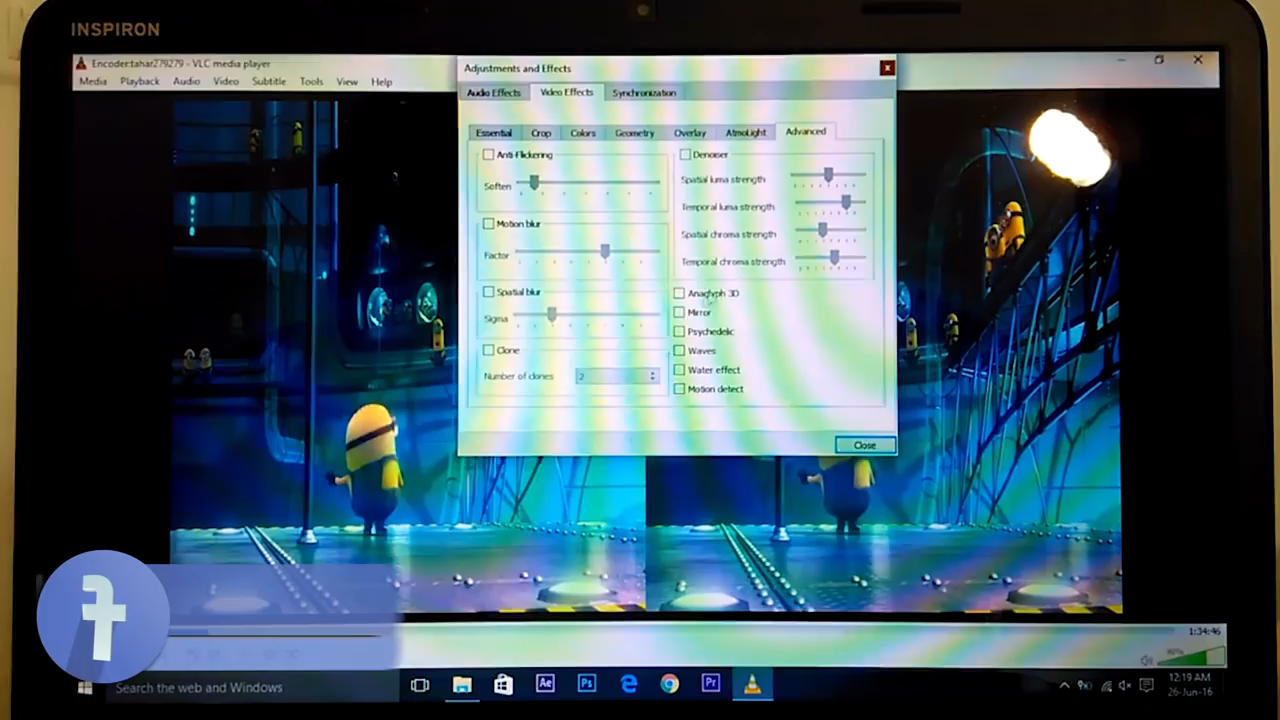 INSPIRON
Encoder:tahar279279 - VLC media player
Media Playback Audio Video Subtitle Tools View Help
Adjustments and Effects
Audio Effects Video Effects Synchronization
Essential Crop Colors Geometry Overlay AtmoLight Advanced
Anti-Flickering
Soften
Motion blur
Factor
Spatial blur
Sigma
Clone
Number of clones 2
Denoiser
Spatial luma strength
Temporal luma strength
Spatial chroma strength
Temporal chroma strength
Anaglyph 3D
Mirror
Psychedelic
Waves
Water effect
Motion detect
Close
1:34:46
f
Search the web and Windows
Ae Ps Pr
12:19 AM
26-Jun-16